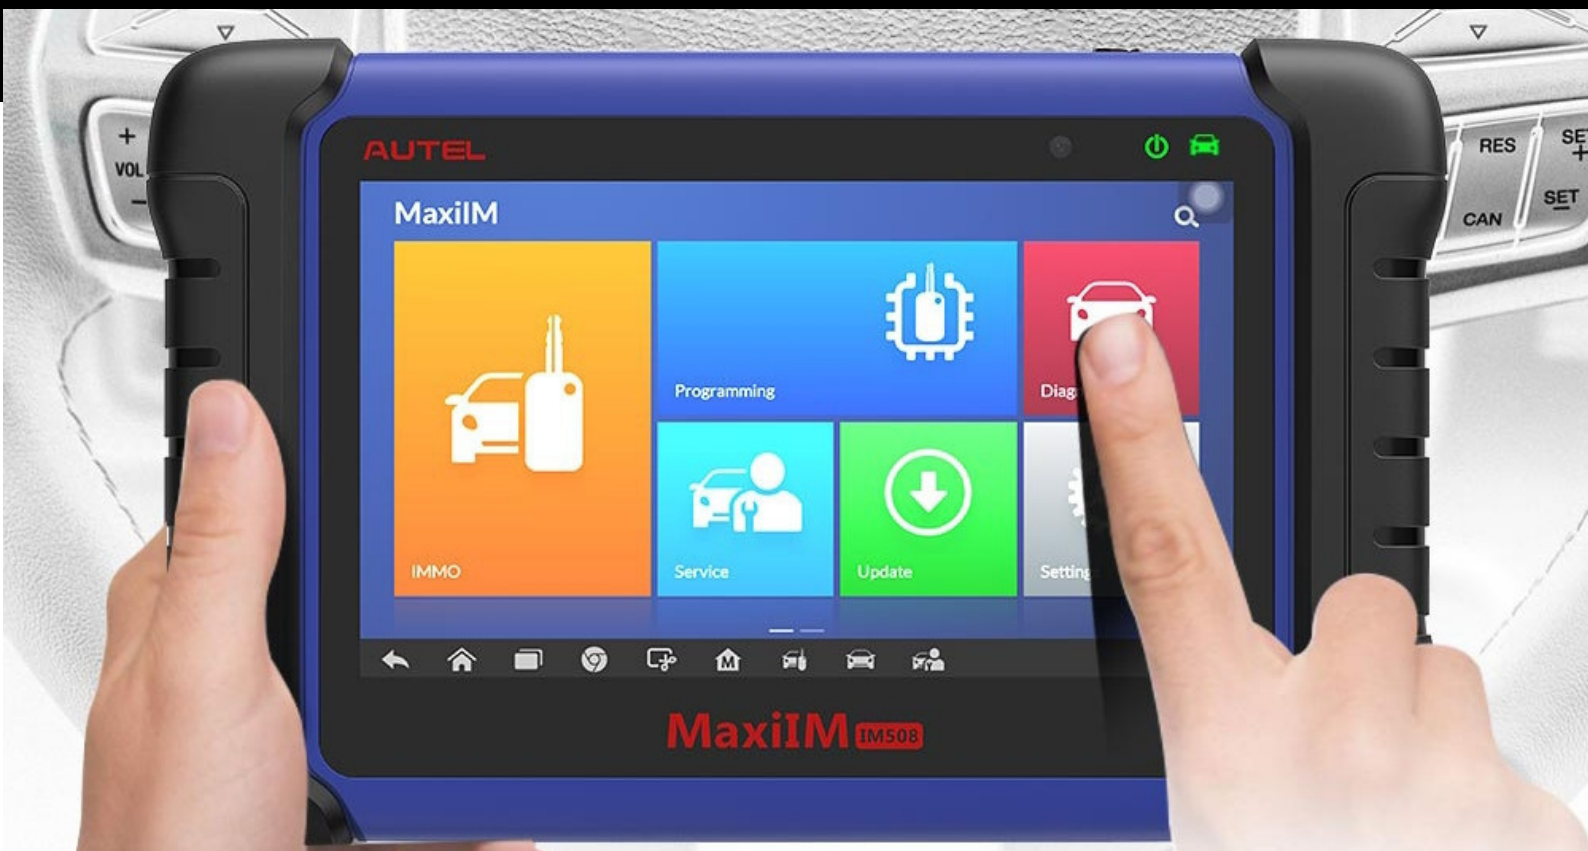 +
VOL
−
AUTEL
RES
SET
+
CAN
SET
−
MaxiIM
Programming
Diag
IMMO
Service
Update
Setting
M
MaxiIM IM508